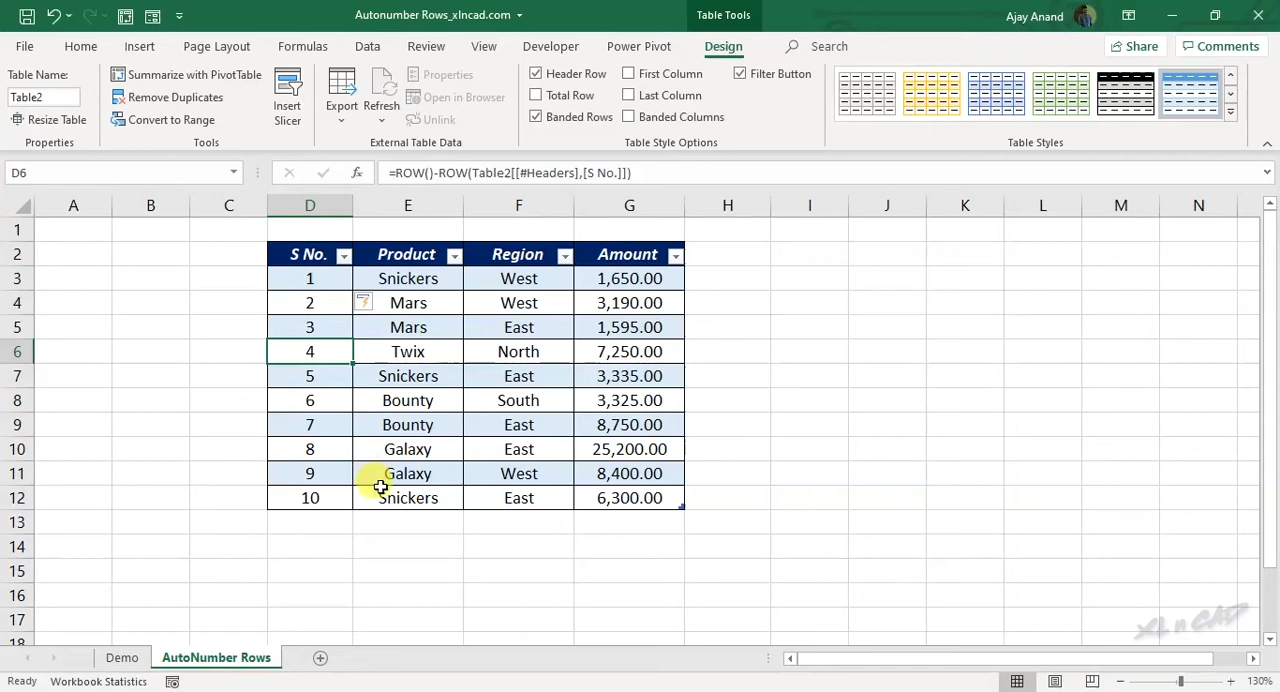 Autonumber Rows_xlncad.com
Table Tools
Ajay Anand
File Home Insert Page Layout Formulas Data Review View Developer Power Pivot Design Search Share Comments
Table Name:
Table2
Resize Table
Properties
Summarize with PivotTable
Remove Duplicates
Convert to Range
Insert
Slicer
Tools
Export
Refresh
Properties
Open in Browser
Unlink
External Table Data
Header Row
Total Row
Banded Rows
First Column
Last Column
Banded Columns
Filter Button
Table Style Options
Table Styles
D6
fx
=ROW()-ROW(Table2[[#Headers],[S No.]])
A B C D E F G H I J K L M N
1
2 S No. Product Region Amount
3 1 Snickers West 1,650.00
4 2 Mars West 3,190.00
5 3 Mars East 1,595.00
6 4 Twix North 7,250.00
7 5 Snickers East 3,335.00
8 6 Bounty South 3,325.00
9 7 Bounty East 8,750.00
10 8 Galaxy East 25,200.00
11 9 Galaxy West 8,400.00
12 10 Snickers East 6,300.00
13
14
15
16
17
18
XL n CAD
Demo AutoNumber Rows
Ready Workbook Statistics 130%